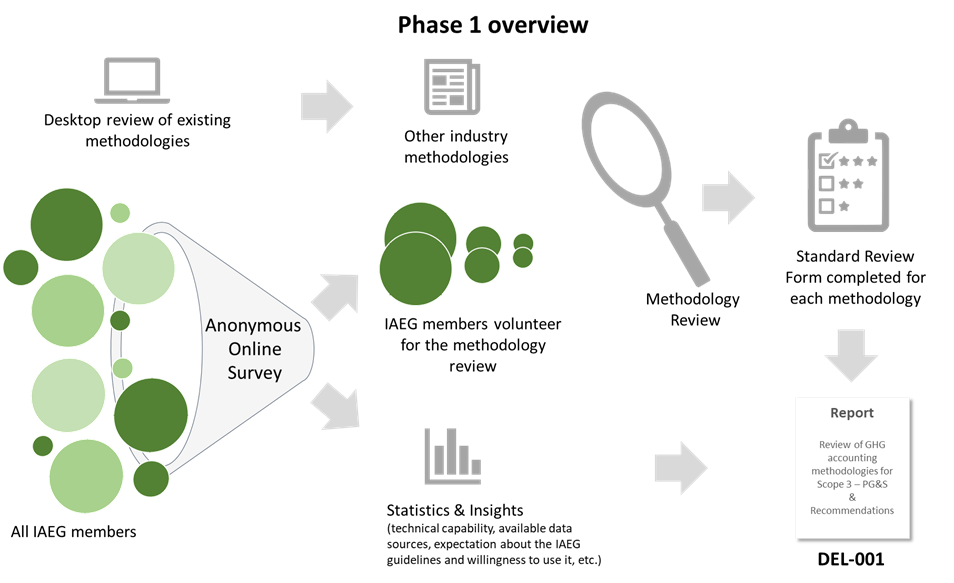 Phase 1 overview
Desktop review of existing
methodologies
Other industry
methodologies
Anonymous
Online
Survey
IAEG members volunteer
for the methodology
review
Methodology
Review
Standard Review
Form completed for
each methodology
Statistics & Insights
(technical capability, available data
sources, expectation about the IAEG
guidelines and willingness to use it, etc.)
All IAEG members
Report
Review of GHG
accounting
methodologies for
Scope 3 – PG&S
&
Recommendations
DEL-001